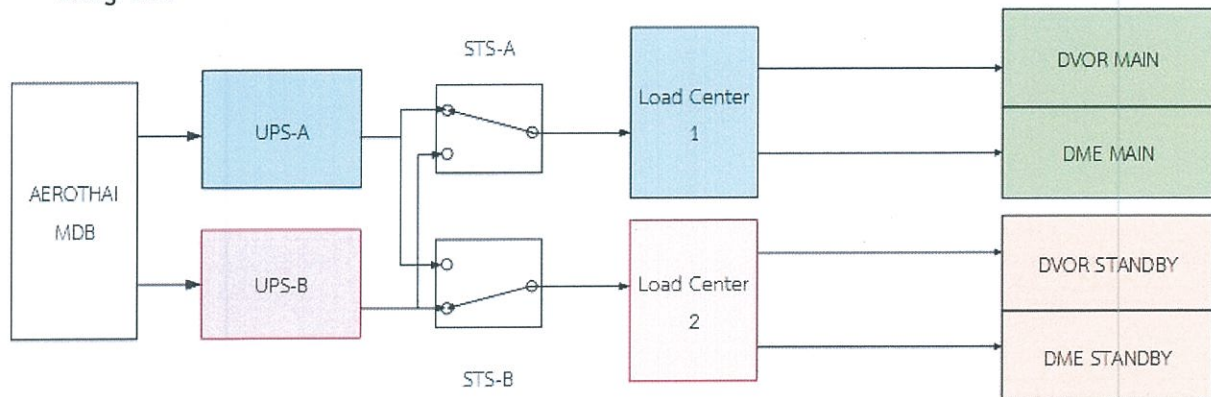 STS-A
AEROTHAI
MDB
UPS-A
UPS-B
Load Center
1
Load Center
2
DVOR MAIN
DME MAIN
DVOR STANDBY
DME STANDBY
STS-B